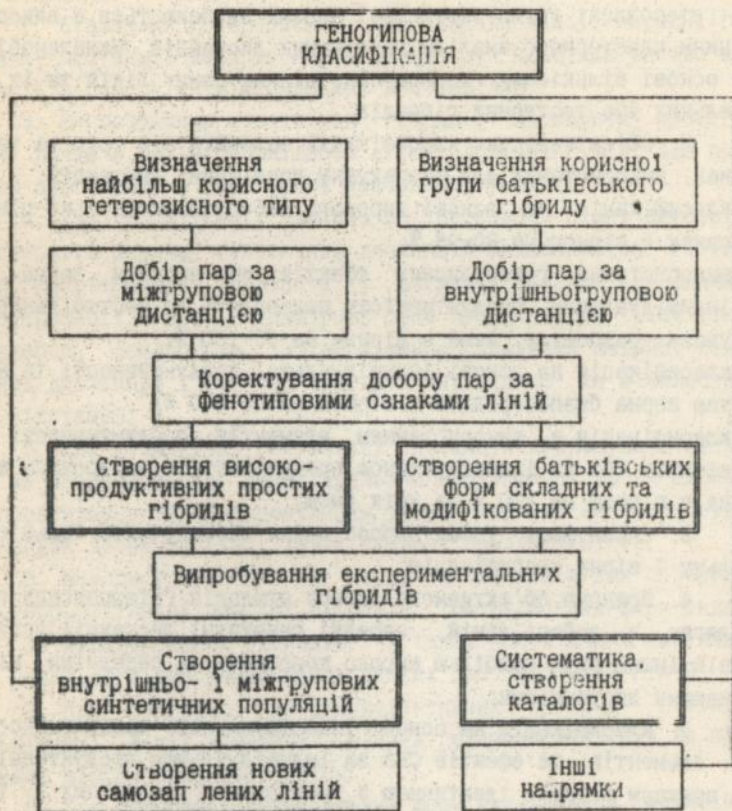 ГЕНОТИПОВА
КЛАСИФІКАЦІЯ
Визначення
найбільш корисного
гетерозисного типу
Визначення корисної
групи батьківського
гібриду
Добір пар за
міжгруповою
дистанцією
Добір пар за
внутрішньогруповою
дистанцією
Коректування добору пар за
фенотиповими ознаками ліній
Створення високо-
продуктивних простих
гібридів
Створення батьківських
форм складних та
модифікованих гібридів
Випробування експериментальних
гібридів
Створення
внутрішньо- і міжгрупових
синтетичних популяцій
Систематика,
створення
каталогів
Створення нових
самозап лених ліній
Інші
напрямки